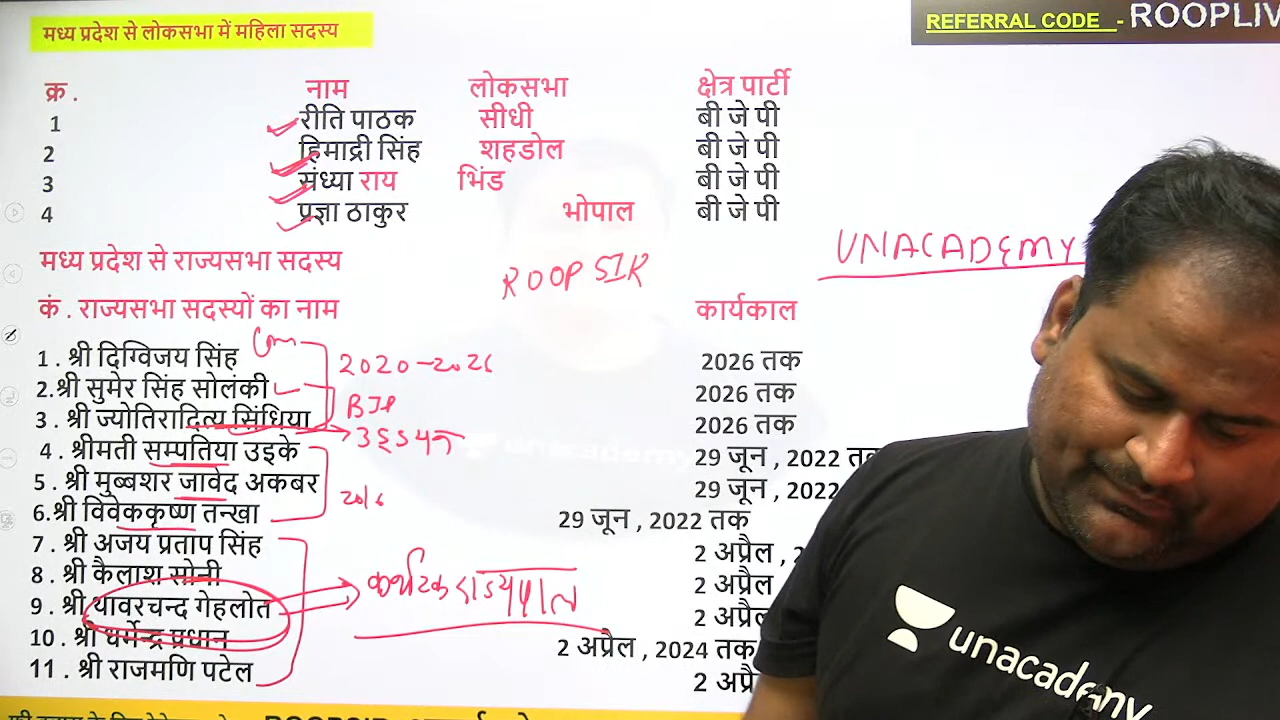 मध्य प्रदेश से लोकसभा में महिला सदस्य
REFERRAL CODE - ROOPLIV
क्र . नाम लोकसभा क्षेत्र पार्टी
1 रीति पाठक सीधी बी जे पी
2 हिमाद्री सिंह शहडोल बी जे पी
3 संध्या राय भिंड बी जे पी
4 प्रज्ञा ठाकुर भोपाल बी जे पी
UNACADEMY
मध्य प्रदेश से राज्यसभा सदस्य
ROOP SIR
कं . राज्यसभा सदस्यों का नाम कार्यकाल
1 . श्री दिग्विजय सिंह 2020-2026 2026 तक
2.श्री सुमेर सिंह सोलंकी 2026 तक
BJP
3 . श्री ज्योतिरादित्य सिंधिया 2026 तक
4 . श्रीमती सम्पतिया उइके 29 जून , 2022 तक
5 . श्री मुब्बशर जावेद अकबर 29 जून , 2022
6.श्री विवेककृष्ण तन्खा 29 जून , 2022 तक
7 . श्री अजय प्रताप सिंह 2 अप्रैल ,
8 . श्री कैलाश सोनी 2 अप्रैल
9 . श्री थावरचन्द गेहलोत 2 अप्रैल
10 . श्री धर्मेन्द्र प्रधान 2 अप्रैल , 2024 तक
11 . श्री राजमणि पटेल 2 अप्रै
unacademy
unacademy